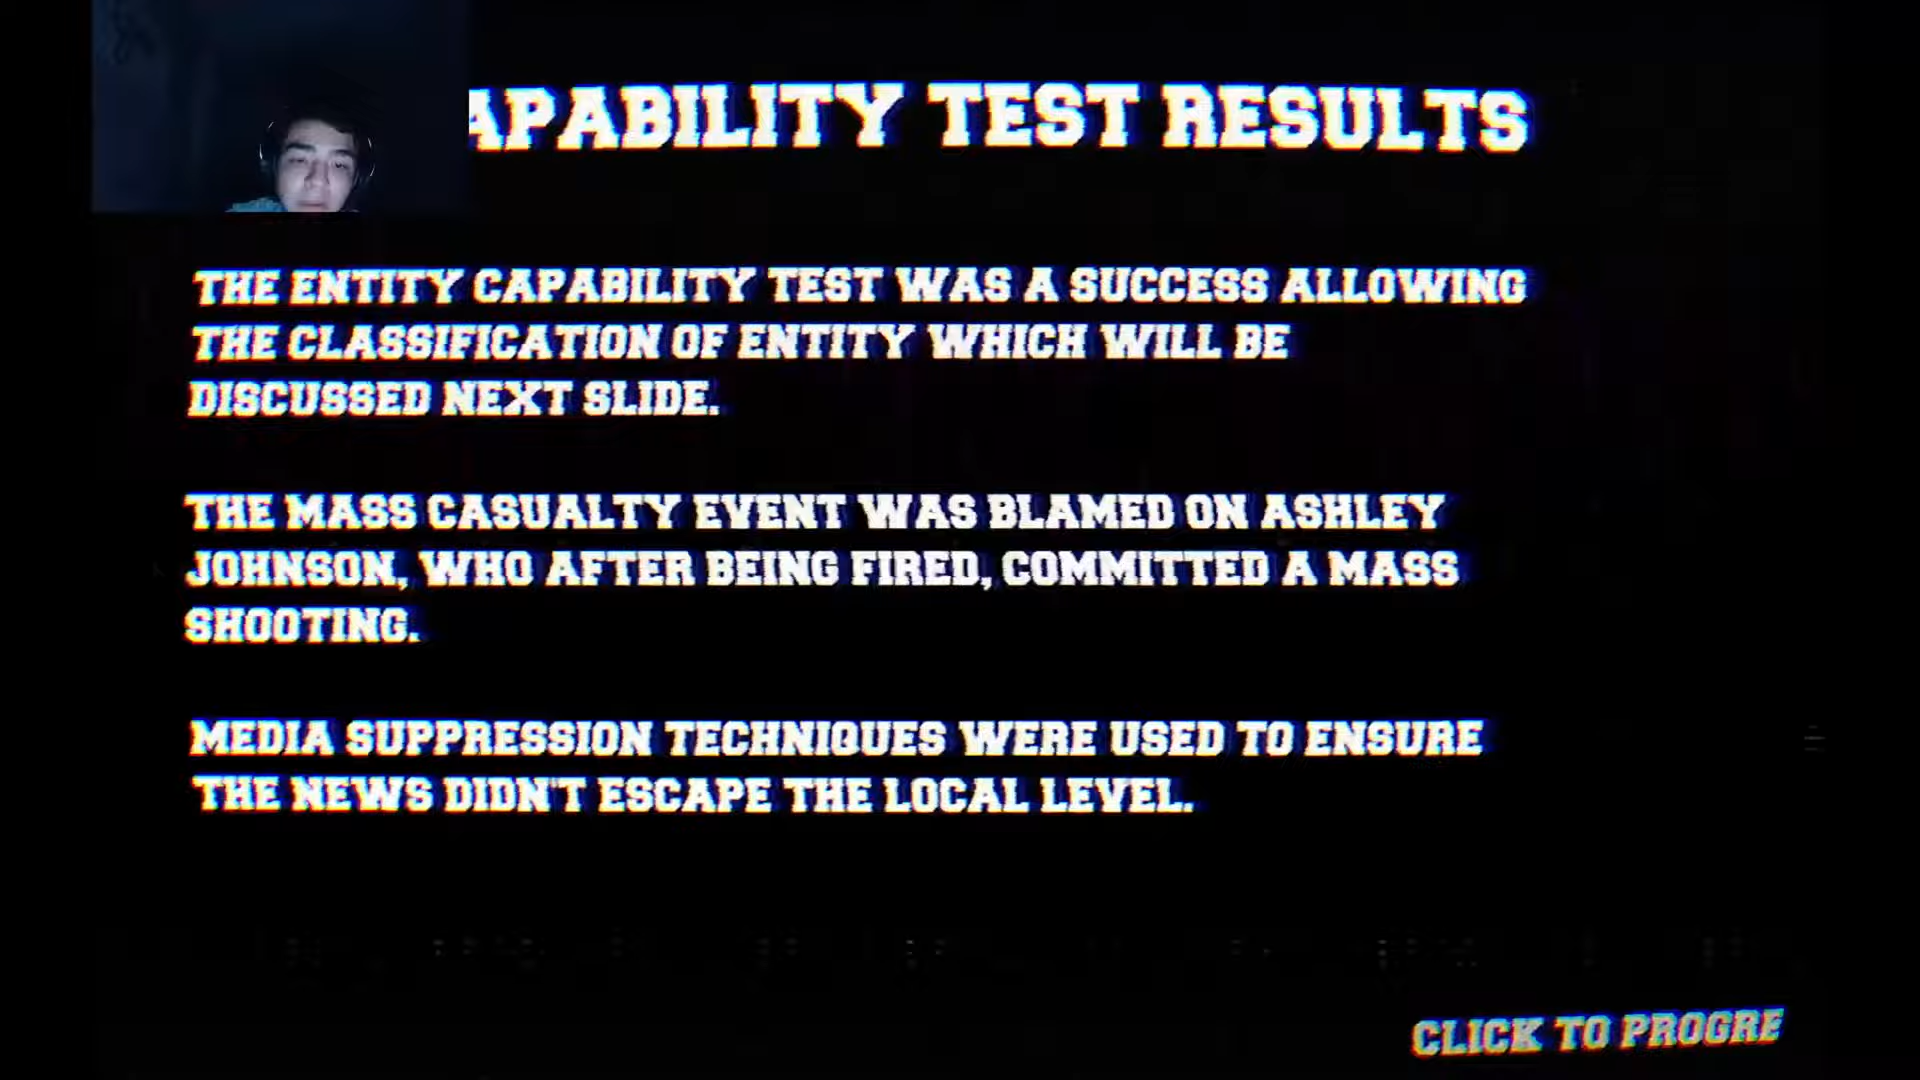 APABILITY TEST RESULTS
THE ENTITY CAPABILITY TEST WAS A SUCCESS ALLOWING
THE CLASSIFICATION OF ENTITY WHICH WILL BE
DISCUSSED NEXT SLIDE.
THE MASS CASUALTY EVENT WAS BLAMED ON ASHLEY
JOHNSON, WHO AFTER BEING FIRED, COMMITTED A MASS
SHOOTING.
MEDIA SUPPRESSION TECHNIQUES WERE USED TO ENSURE
THE NEWS DIDN'T ESCAPE THE LOCAL LEVEL.
CLICK TO PROGRE